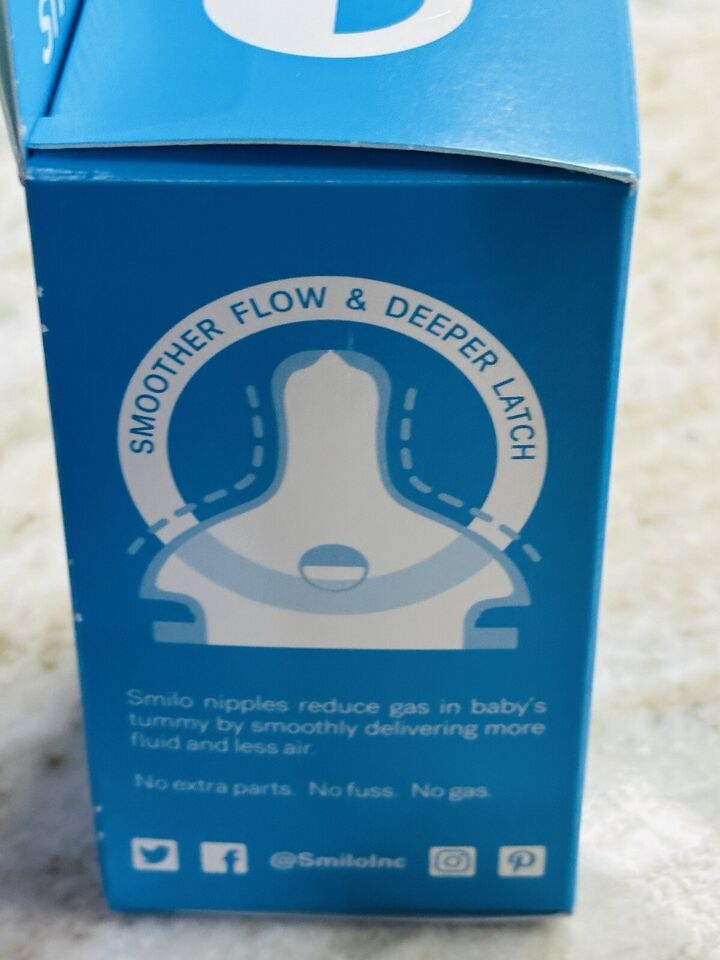 SMOOTHER FLOW & DEEPER LATCH
Smilo nipples reduce gas in baby's
tummy by smoothly delivering more
fluid and less air.
No extra parts. No fuss. No gas.
@SmiloInc